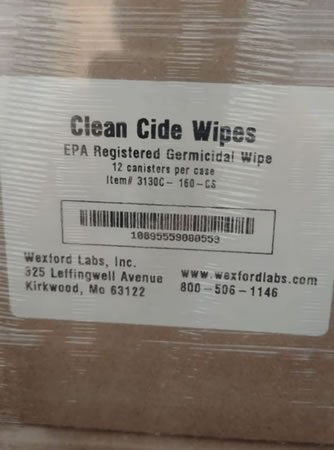 Clean Cide Wipes
EPA Registered Germicidal Wipe
12 canisters per case
Item# 3130C- 160-CS
10895559000559
Wexford Labs, Inc.
325 Leffingwell Avenue
www.wexfordlabs.com
Kirkwood, Mo 63122
800-506-1146